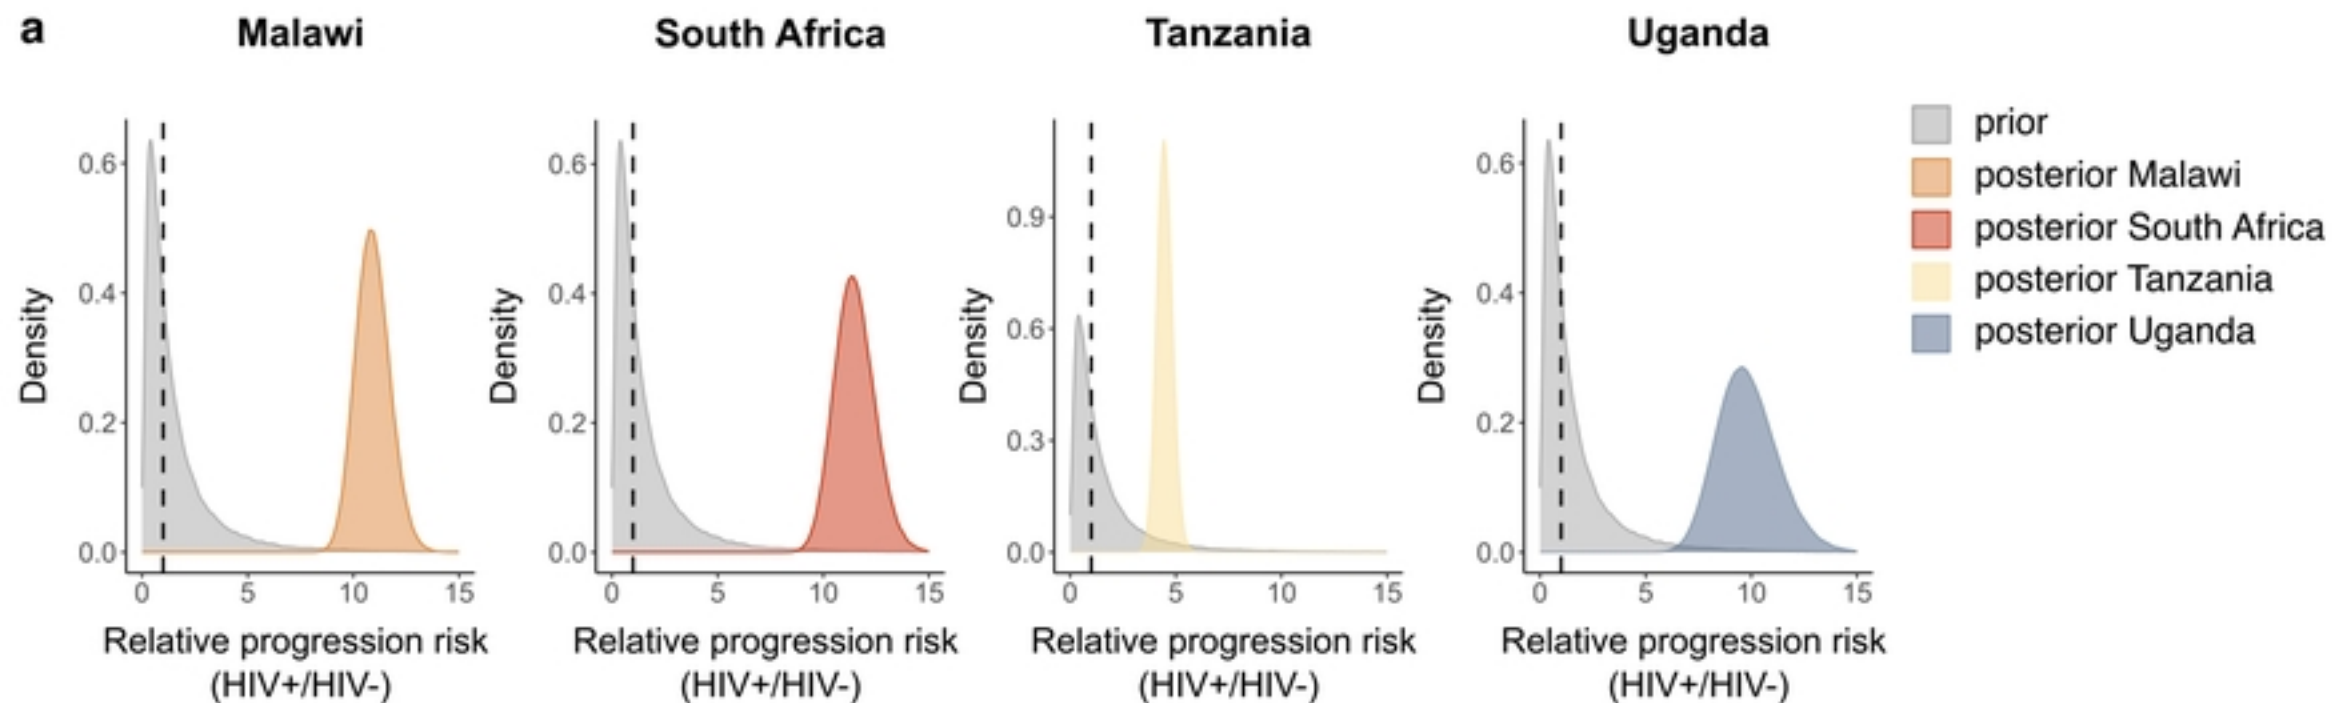 a
Malawi
South Africa
Tanzania
Uganda
Density
0.6
0.4
0.2
0.0
0 5 10 15
Relative progression risk
(HIV+/HIV-)
Density
0.6
0.4
0.2
0.0
0 5 10 15
Relative progression risk
(HIV+/HIV-)
Density
0.9
0.6
0.3
0.0
0 5 10 15
Relative progression risk
(HIV+/HIV-)
Density
0.6
0.4
0.2
0.0
0 5 10 15
Relative progression risk
(HIV+/HIV-)
prior
posterior Malawi
posterior South Africa
posterior Tanzania
posterior Uganda